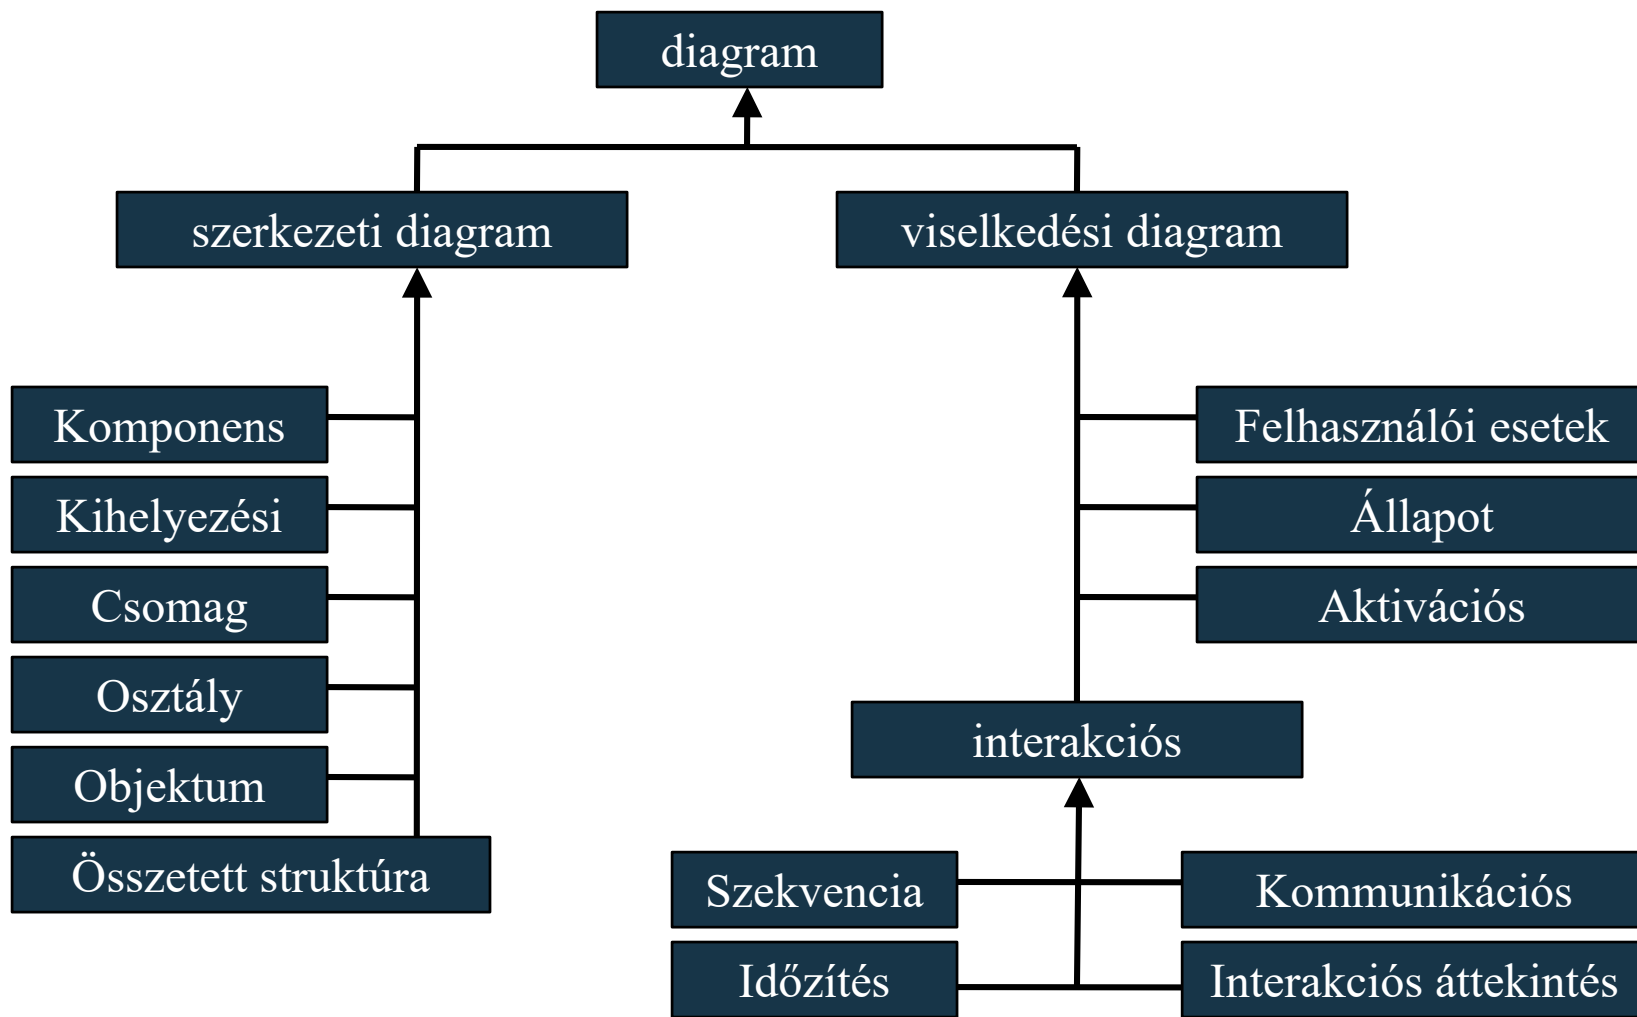 diagram
szerkezeti diagram
viselkedési diagram
Komponens
Kihelyezési
Csomag
Osztály
Objektum
Összetett struktúra
Felhasználói esetek
Állapot
Aktivációs
interakciós
Szekvencia
Kommunikációs
Időzítés
Interakciós áttekintés